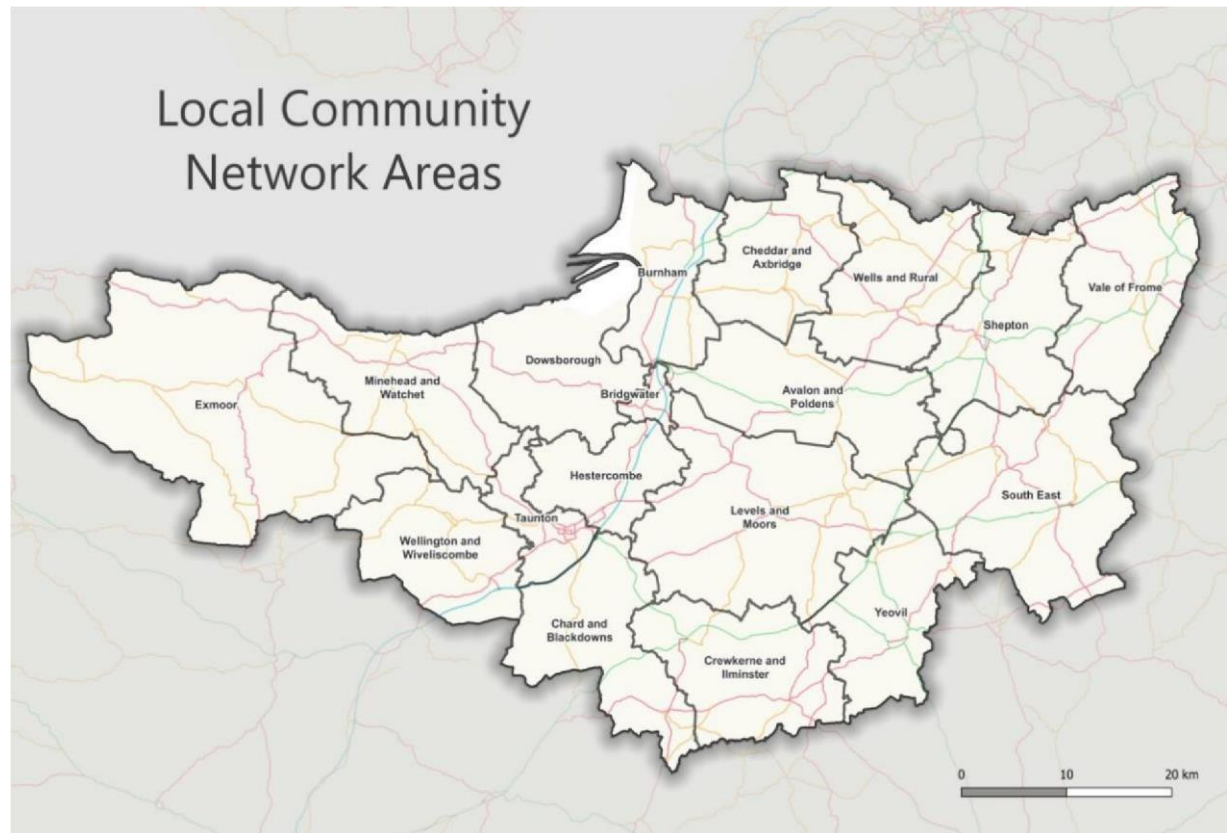 Local Community
Network Areas
Burnham
Cheddar and
Axbridge
Wells and Rural
Vale of Frome
Shepton
Dowsborough
Minehead and
Watchet
Bridgwater
Avalon and
Poldens
Exmoor
Hestercombe
South East
Levels and
Moors
Taunton
Wellington and
Wiveliscombe
Yeovil
Chard and
Blackdowns
Crewkerne and
Ilminster
0 10 20 km